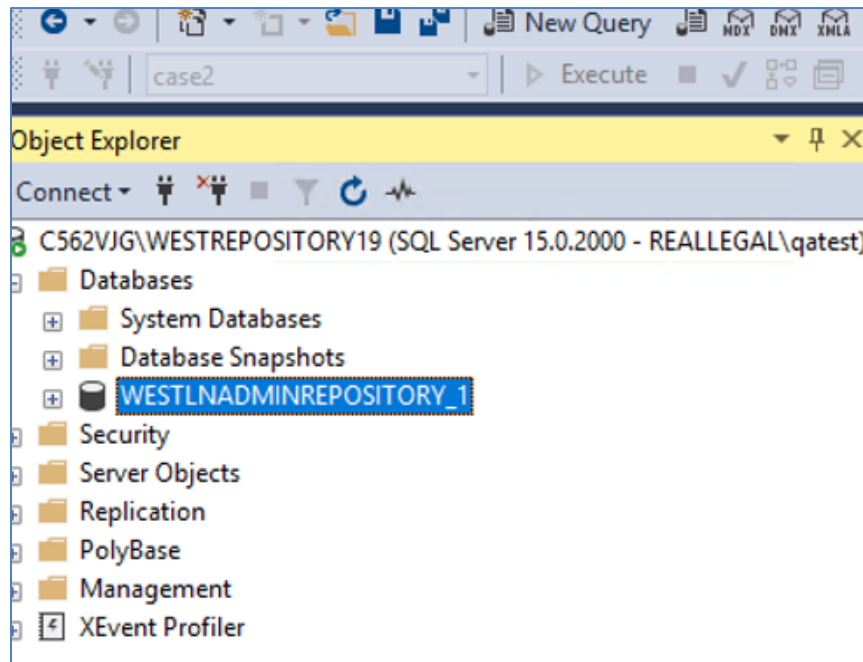 New Query MDX DMX XMLA
case2 Execute
Object Explorer
Connect
C562VJG\WESTREPOSITORY19 (SQL Server 15.0.2000 - REALLEGAL\qatest)
Databases
System Databases
Database Snapshots
WESTLNADMINREPOSITORY_1
Security
Server Objects
Replication
PolyBase
Management
XEvent Profiler